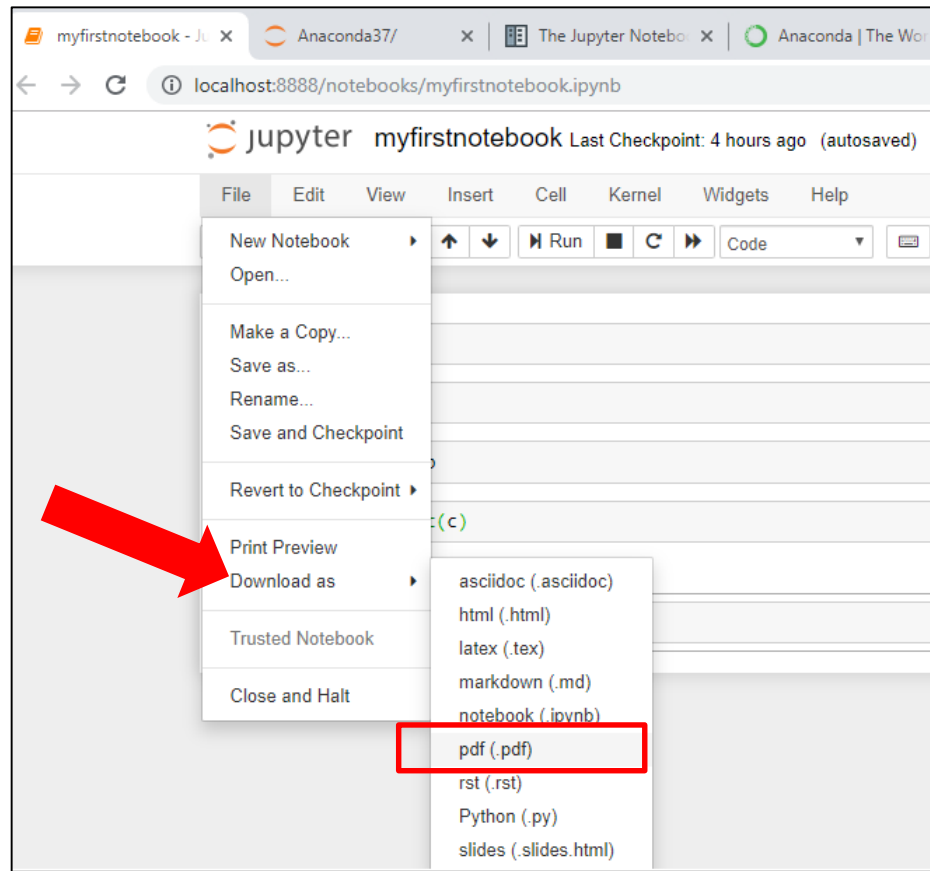 myfirstnotebook - Ju
Anaconda37/
The Jupyter Notebo
Anaconda | The Wor
localhost:8888/notebooks/myfirstnotebook.ipynb
jupyter myfirstnotebook Last Checkpoint: 4 hours ago (autosaved)
File Edit View Insert Cell Kernel Widgets Help
New Notebook
Run Code
Open...
Make a Copy...
Save as...
Rename...
Save and Checkpoint
Revert to Checkpoint
(c)
Print Preview
Download as
asciidoc (.asciidoc)
html (.html)
Trusted Notebook
latex (.tex)
markdown (.md)
Close and Halt
notebook (.ipynb)
pdf (.pdf)
rst (.rst)
Python (.py)
slides (.slides.html)